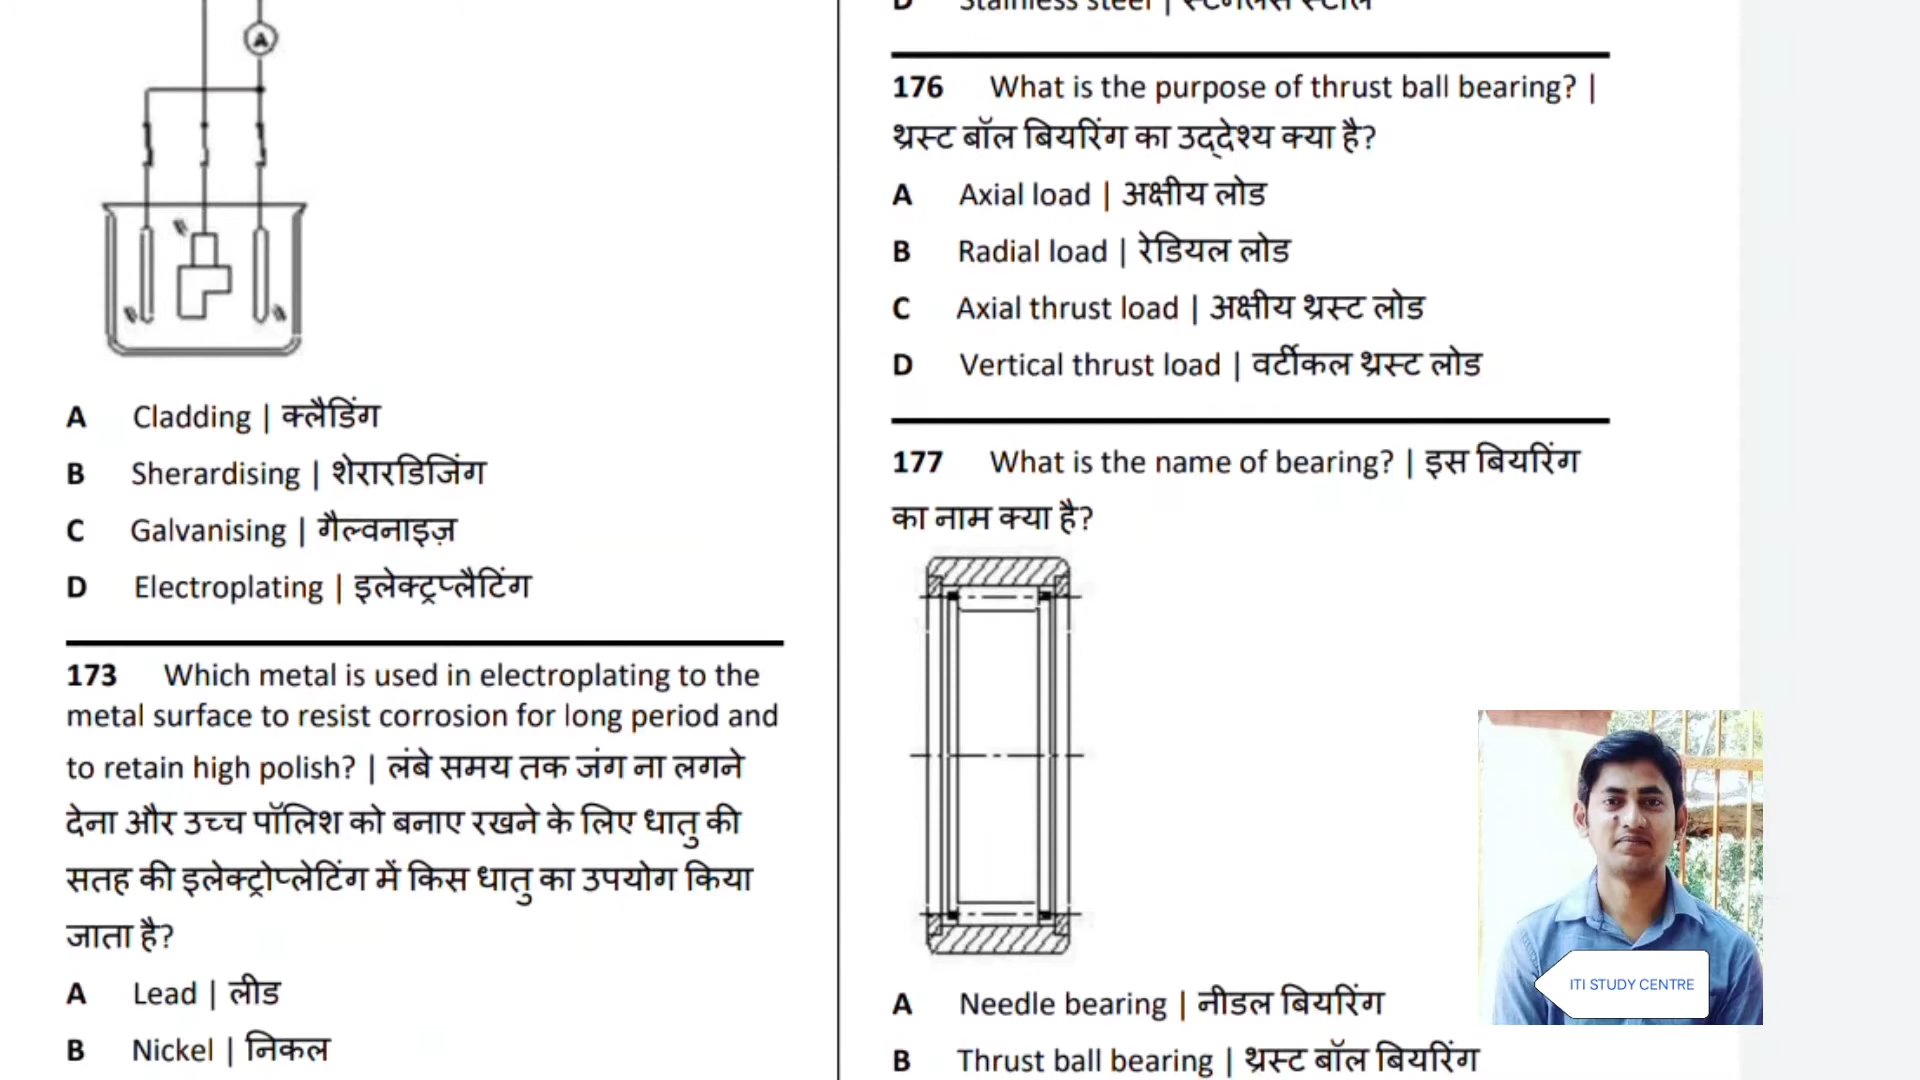 A
A Cladding | क्लैडिंग
B Sherardising | शेरारडिजिंग
C Galvanising | गैल्वनाइज़
D Electroplating | इलेक्ट्रप्लैटिंग
173 Which metal is used in electroplating to the
metal surface to resist corrosion for long period and
to retain high polish? | लंबे समय तक जंग ना लगने
देना और उच्च पॉलिश को बनाए रखने के लिए धातु की
सतह की इलेक्ट्रोप्लेटिंग में किस धातु का उपयोग किया
जाता है?
A Lead | लीड
B Nickel | निकल
D Stainless steel | स्टेनलेस स्टील
176 What is the purpose of thrust ball bearing? |
थ्रस्ट बॉल बियरिंग का उद्देश्य क्या है?
A Axial load | अक्षीय लोड
B Radial load | रेडियल लोड
C Axial thrust load | अक्षीय थ्रस्ट लोड
D Vertical thrust load | वर्टीकल थ्रस्ट लोड
177 What is the name of bearing? | इस बियरिंग
का नाम क्या है?
A Needle bearing | नीडल बियरिंग
B Thrust ball bearing | थ्रस्ट बॉल बियरिंग
ITI STUDY CENTRE